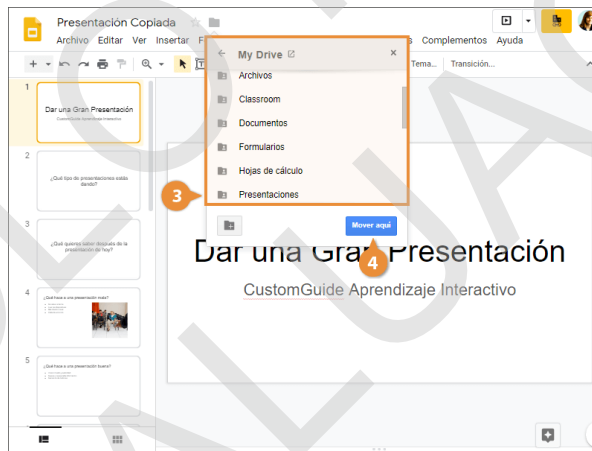 Presentación Copiada
Archivo Editar Ver Insertar F
s Complementos Ayuda
My Drive
Tema... Transición...
Archivos
Classroom
Documentos
Formularios
Hojas de cálculo
Presentaciones
3
Mover aquí
4
1
Dar una Gran Presentación
CustomGuide Aprendizaje Interactivo
2
¿Qué tipo de presentaciones estás
dando?
3
¿Qué quieres saber después de la
presentación de hoy?
4
¿Qué hace a una presentación mala?
5
¿Qué hace a una presentación buena?
Dar una Gran Presentación
CustomGuide Aprendizaje Interactivo